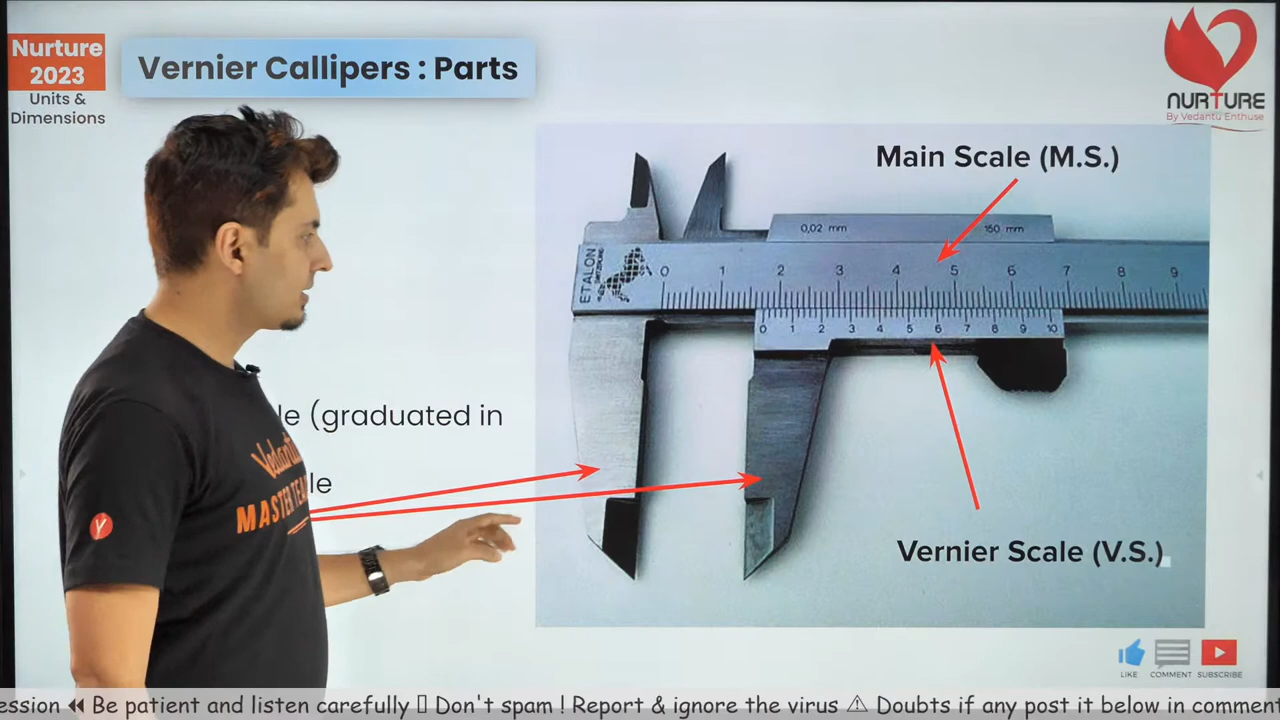 Nurture
2023
Units &
Dimensions
Vernier Callipers : Parts
NURTURE
By Vedantu Enthuse
Main Scale (M.S.)
0,02 mm
150 mm
ETALON
0 1 2 3 4 5 6 7 8 9
0 1 2 3 4 5 6 7 8 9 10
le (graduated in
le
Vedantu
MASTER TEA
Vernier Scale (V.S.)
LIKE
COMMENT
SUBSCRIBE
ession ⏪ Be patient and listen carefully ▯ Don't spam ! Report & ignore the virus ⚠ Doubts if any post it below in comment